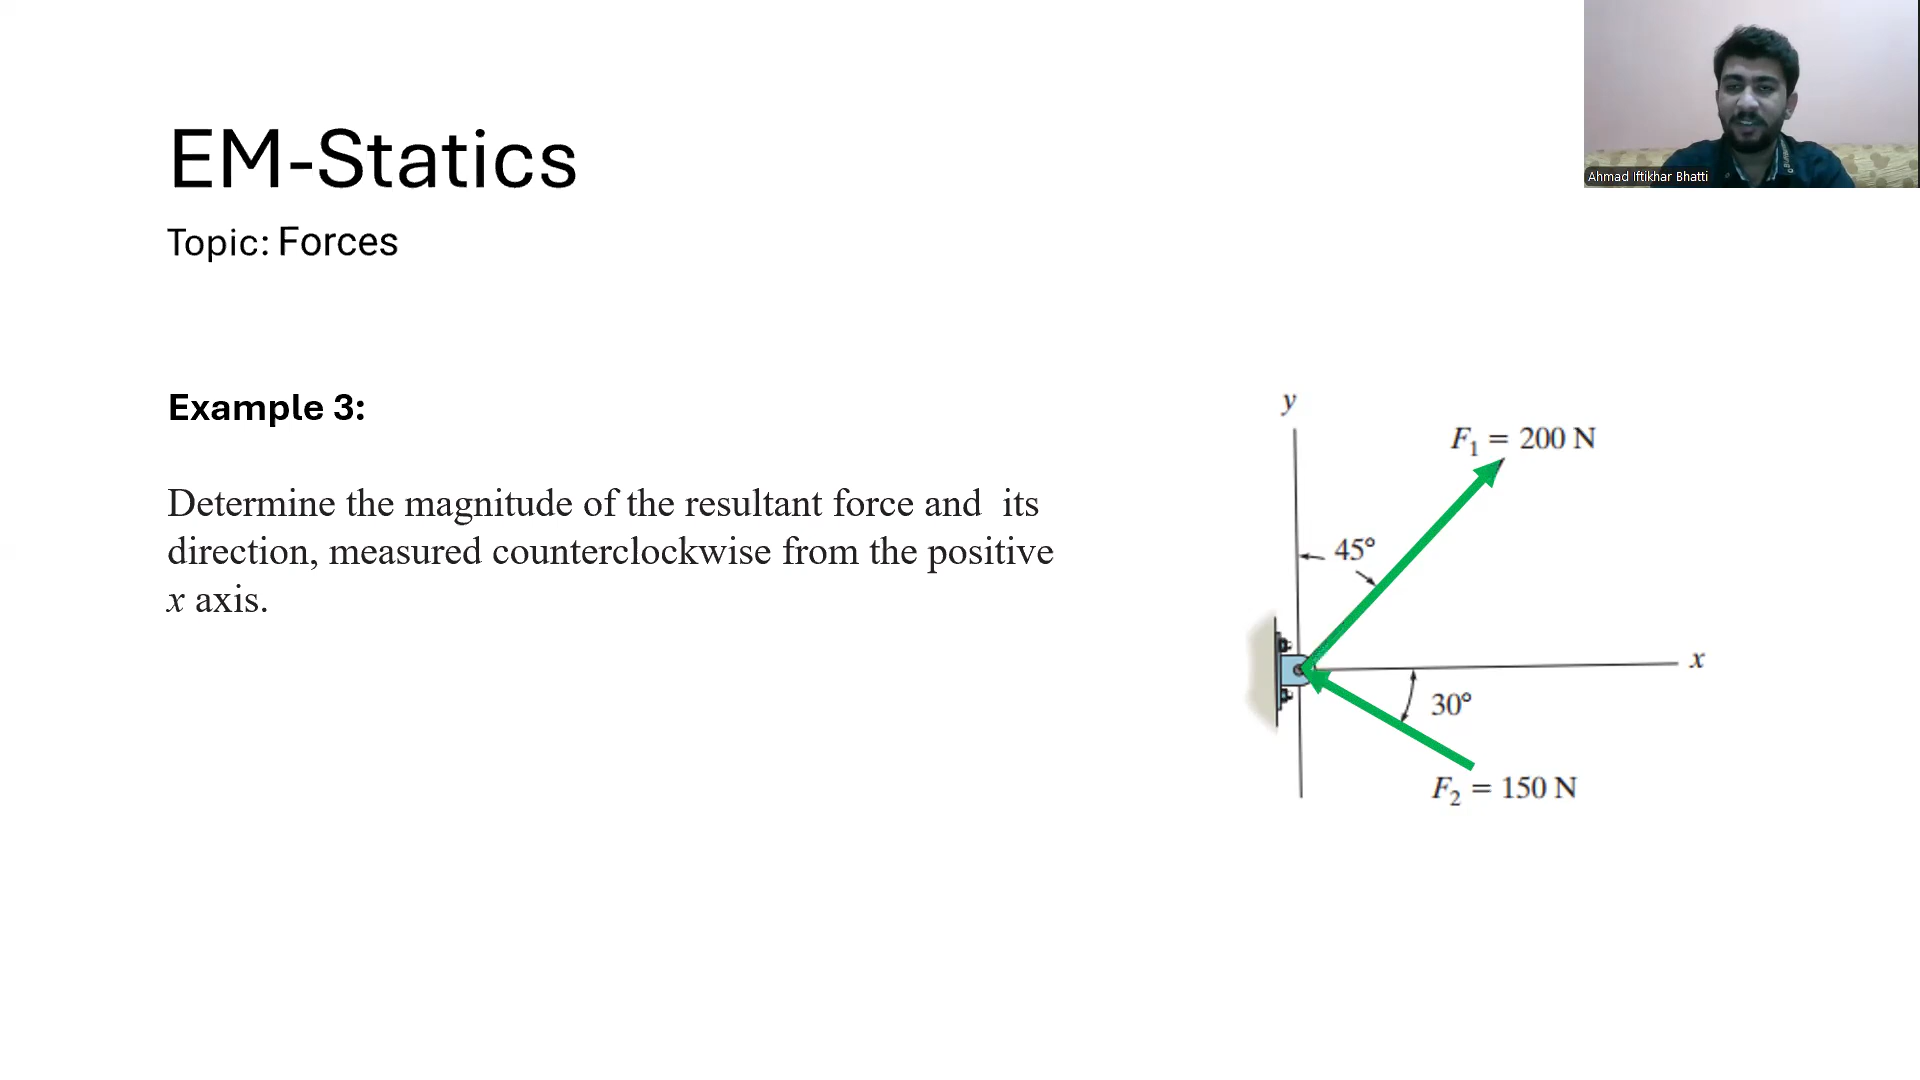 EM-Statics
Topic: Forces
Ahmad Iftikhar Bhatti
Example 3:
Determine the magnitude of the resultant force and  its
direction, measured counterclockwise from the positive
x axis.
y
F₁ = 200 N
45°
x
30°
F₂ = 150 N